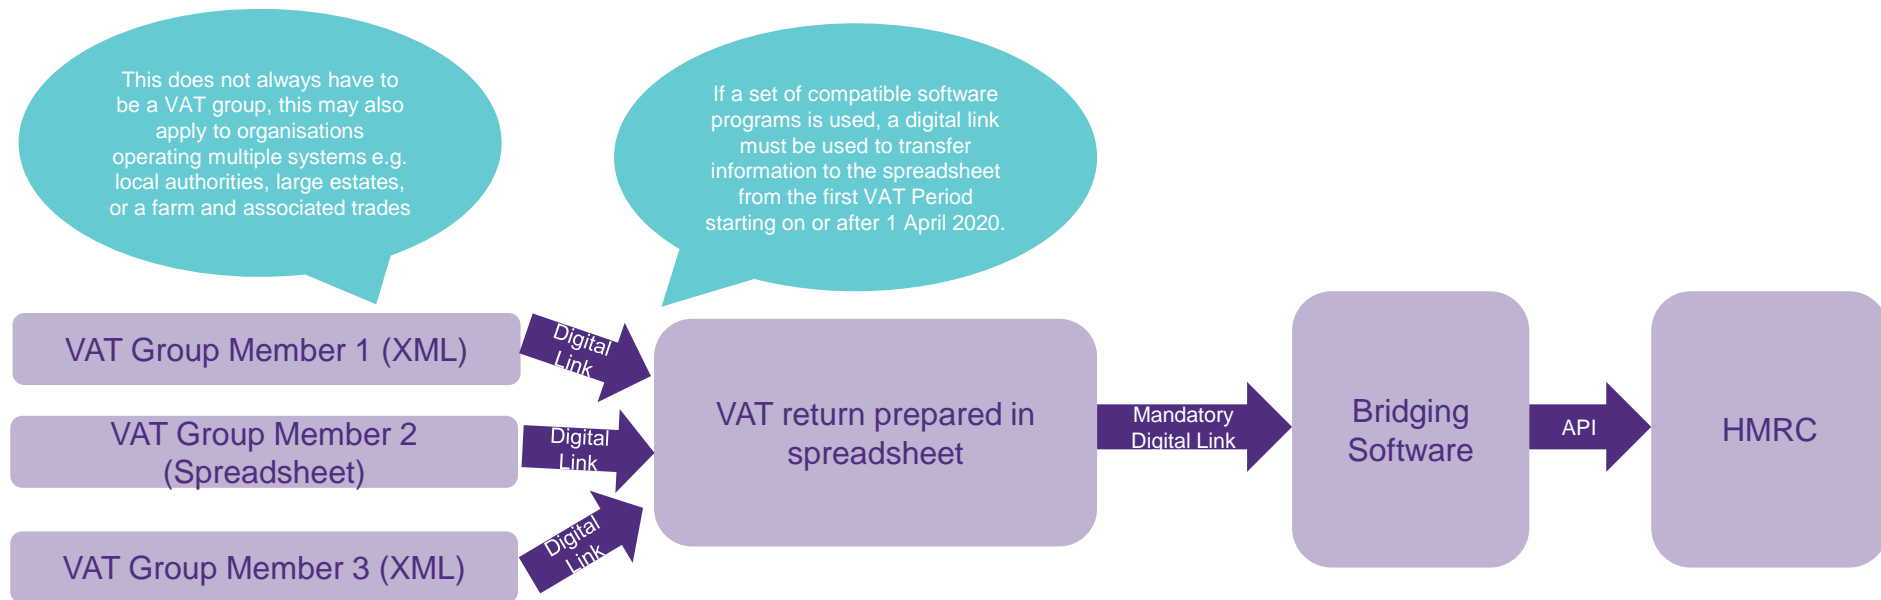 This does not always have to
be a VAT group, this may also
apply to organisations
operating multiple systems e.g.
local authorities, large estates,
or a farm and associated trades
If a set of compatible software
programs is used, a digital link
must be used to transfer
information to the spreadsheet
from the first VAT Period
starting on or after 1 April 2020.
VAT Group Member 1 (XML)
Digital
Link
VAT Group Member 2
(Spreadsheet)
Digital
Link
VAT Group Member 3 (XML)
Digital
Link
VAT return prepared in
spreadsheet
Mandatory
Digital Link
Bridging
Software
API
HMRC